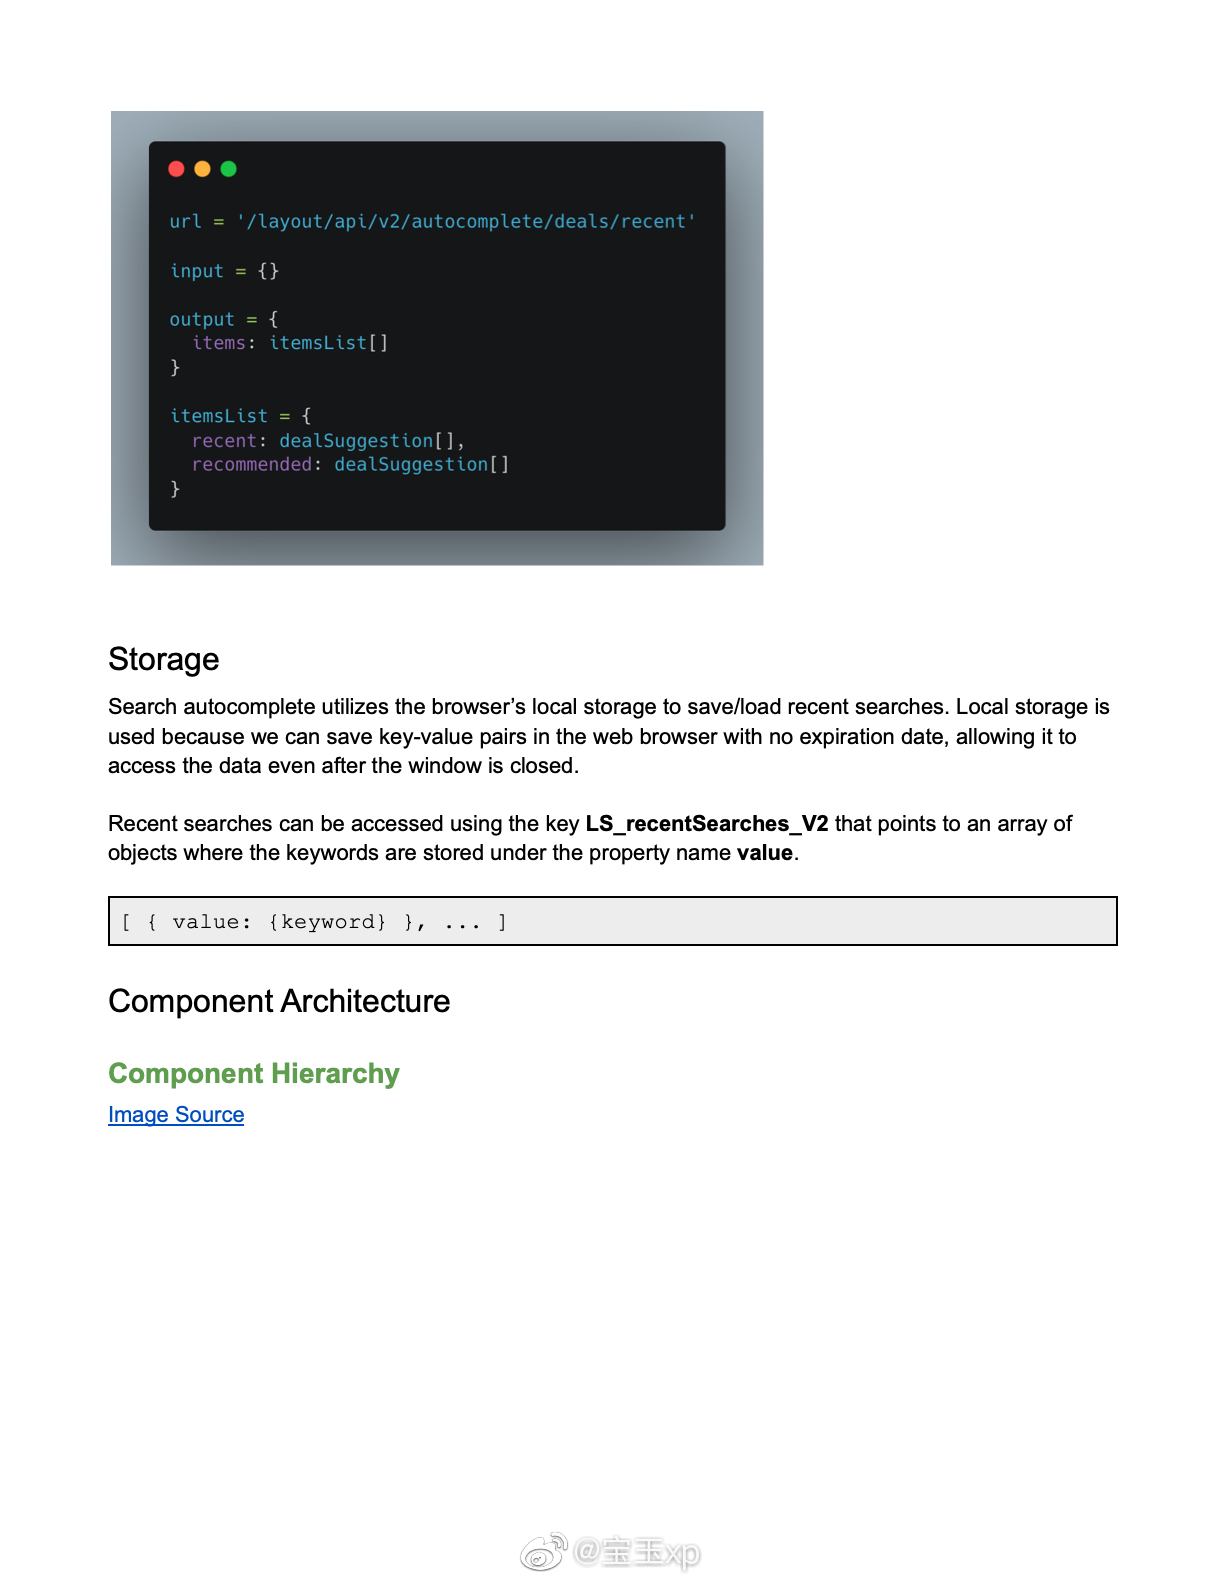 url = '/layout/api/v2/autocomplete/deals/recent'
input = {}
output = {
  items: itemsList[]
}
itemsList = {
  recent: dealSuggestion[],
  recommended: dealSuggestion[]
}
Storage
Search autocomplete utilizes the browser’s local storage to save/load recent searches. Local storage is
used because we can save key-value pairs in the web browser with no expiration date, allowing it to
access the data even after the window is closed.
Recent searches can be accessed using the key LS_recentSearches_V2 that points to an array of
objects where the keywords are stored under the property name value.
[ { value: {keyword} }, ... ]
Component Architecture
Component Hierarchy
Image Source
@宝玉xp